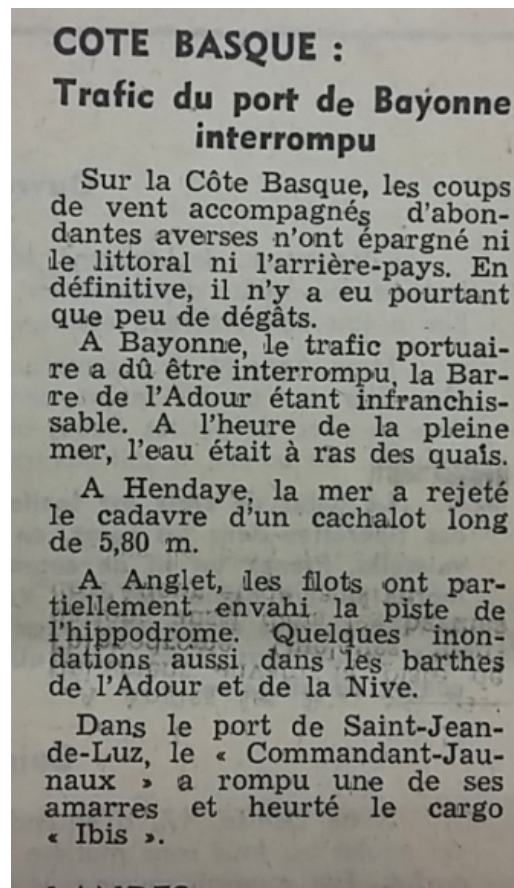 COTE BASQUE :
Trafic du port de Bayonne
interrompu
Sur la Côte Basque, les coups
de vent accompagnés d'abon-
dantes averses n'ont épargné ni
le littoral ni l'arrière-pays. En
définitive, il n'y a eu pourtant
que peu de dégâts.
A Bayonne, le trafic portuai-
re a dû être interrompu, la Bar-
re de l'Adour étant infranchis-
sable. A l'heure de la pleine
mer, l'eau était à ras des quais.
A Hendaye, la mer a rejeté
le cadavre d'un cachalot long
de 5,80 m.
A Anglet, les flots ont par-
tiellement envahi la piste de
l'hippodrome. Quelques inon-
dations aussi dans les barthes
de l'Adour et de la Nive.
Dans le port de Saint-Jean-
de-Luz, le « Commandant-Jau-
naux » a rompu une de ses
amarres et heurté le cargo
« Ibis ».